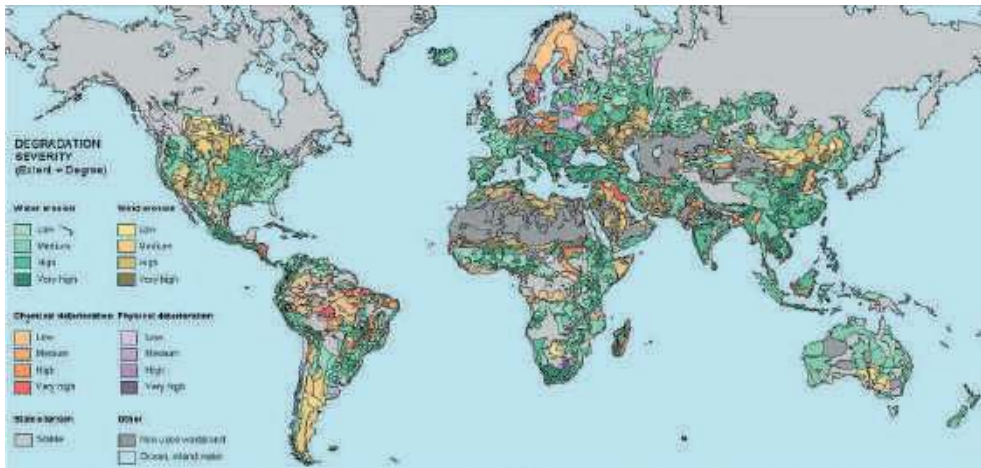 DEGRADATION
SEVERITY
(Extent + Degree)
Water erosion
Low
Medium
High
Very high
Wind erosion
Low
Medium
High
Very high
Chemical deterioration
Low
Medium
High
Very high
Physical deterioration
Low
Medium
High
Very high
Stable terrain
Stable
Other
Non used wasteland
Ocean, inland water